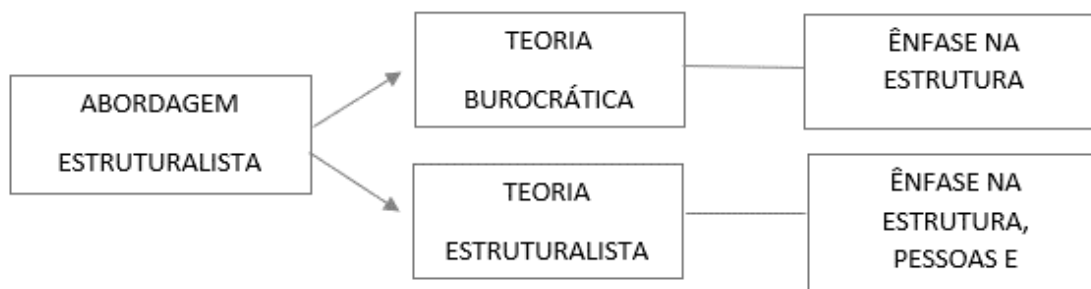 ABORDAGEM
ESTRUTURALISTA
TEORIA
BUROCRÁTICA
ÊNFASE NA
ESTRUTURA
TEORIA
ESTRUTURALISTA
ÊNFASE NA
ESTRUTURA,
PESSOAS E